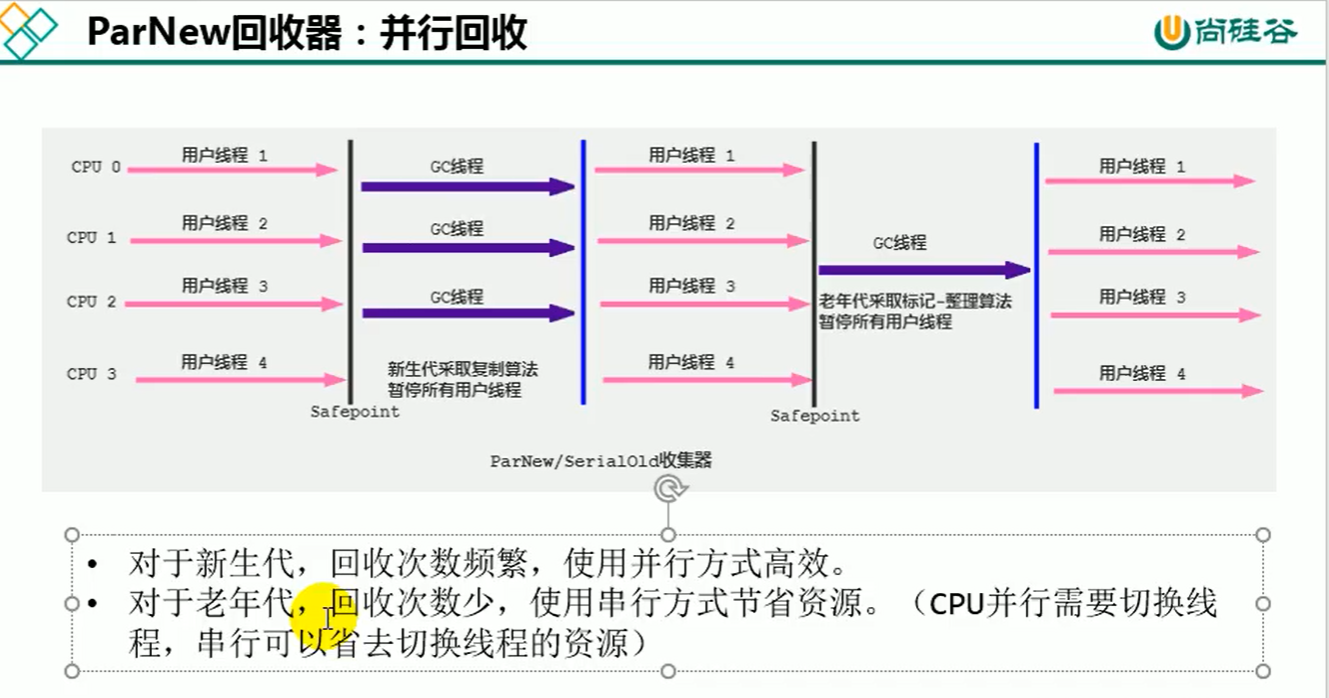 ParNew回收器：并行回收
尚硅谷
CPU 0
用户线程 1
GC线程
用户线程 1
用户线程 1
CPU 1
用户线程 2
GC线程
用户线程 2
GC线程
用户线程 2
CPU 2
用户线程 3
GC线程
用户线程 3
老年代采取标记-整理算法
暂停所有用户线程
用户线程 3
CPU 3
用户线程 4
新生代采取复制算法
暂停所有用户线程
用户线程 4
用户线程 4
Safepoint
Safepoint
ParNew/SerialOld收集器
• 对于新生代，回收次数频繁，使用并行方式高效。
• 对于老年代，回收次数少，使用串行方式节省资源。（CPU并行需要切换线
程，串行可以省去切换线程的资源）